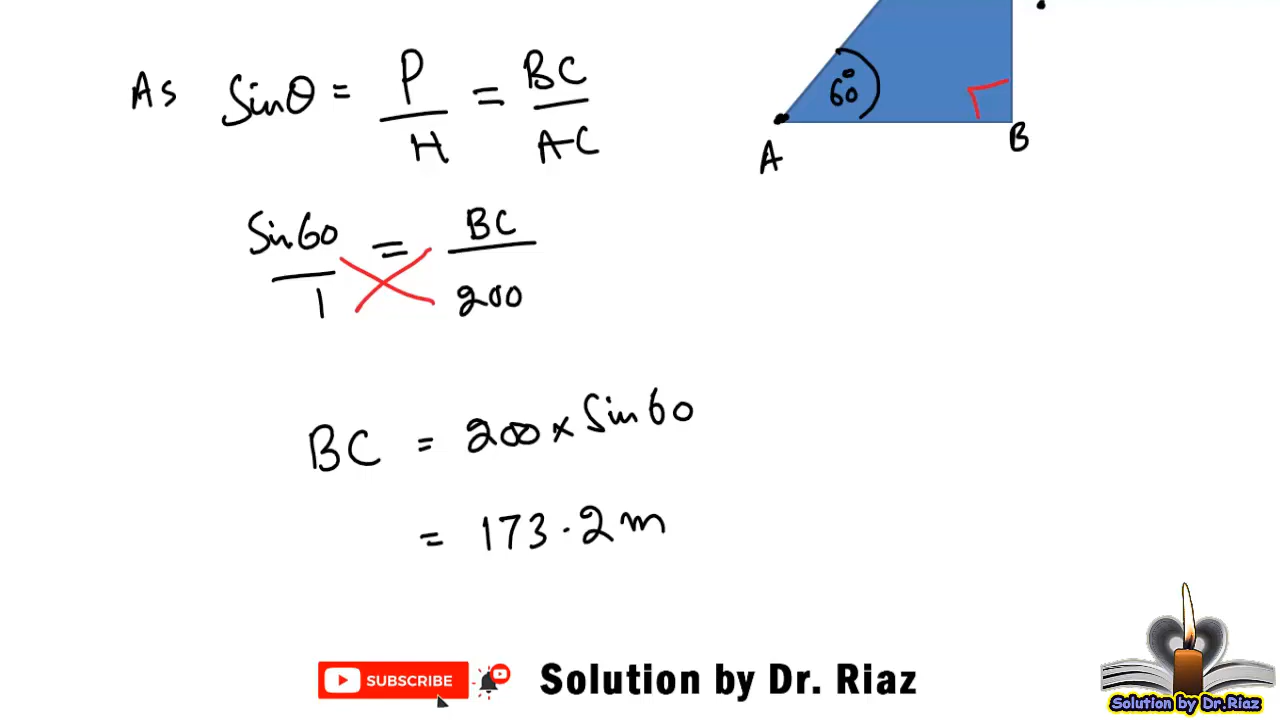 As Sinθ = P/H = BC/AC
60°
A
B
Sin60/1 = BC/200
BC = 200 × Sin60
= 173.2m
SUBSCRIBE
Solution by Dr. Riaz
Solution by Dr.Riaz